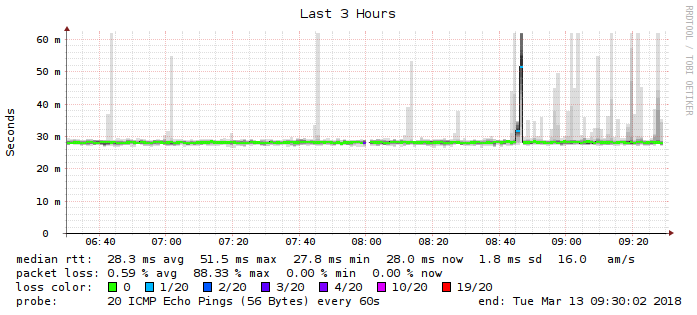 Last 3 Hours
RRDTOOL / TOBI OETIKER
Seconds
60 m
50 m
40 m
30 m
20 m
10 m
0
06:40 07:00 07:20 07:40 08:00 08:20 08:40 09:00 09:20
median rtt: 28.3 ms avg 51.5 ms max 27.8 ms min 28.0 ms now 1.8 ms sd 16.0 am/s
packet loss: 0.59 % avg 88.33 % max 0.00 % min 0.00 % now
loss color: 0 1/20 2/20 3/20 4/20 10/20 19/20
probe: 20 ICMP Echo Pings (56 Bytes) every 60s end: Tue Mar 13 09:30:02 2018